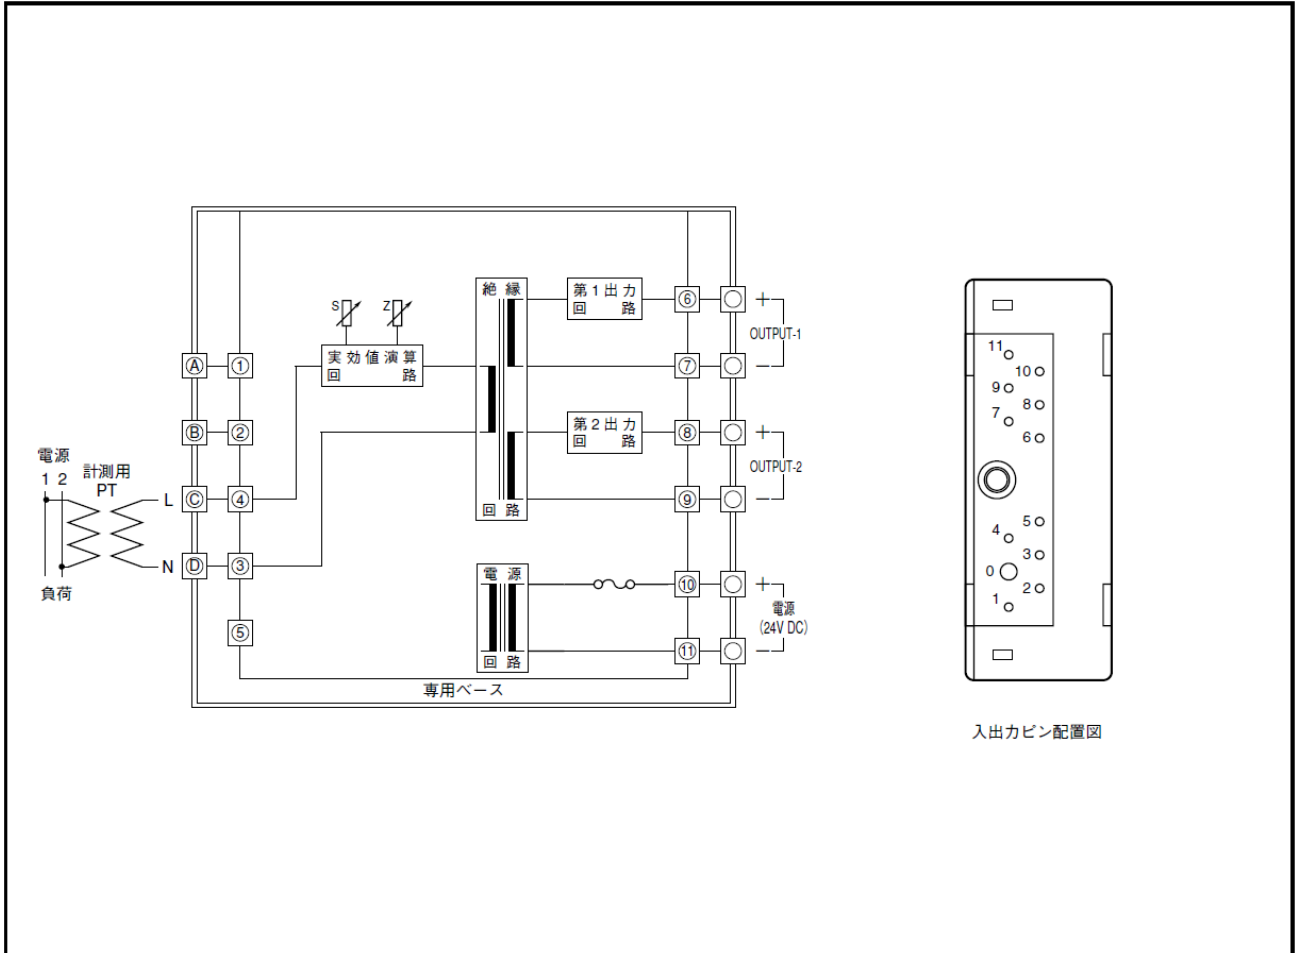 電源
1 2
計測用
PT
L
N
負荷
Ⓐ
Ⓑ
Ⓒ
Ⓓ
①
②
④
③
⑤
S
Z
実効値演算
回路
絶縁
回路
第1出力
回路
第2出力
回路
電源
回路
⑥
⑦
⑧
⑨
⑩
⑪
+
OUTPUT-1
−
+
OUTPUT-2
−
+
電源
(24V DC)
−
専用ベース
11
10
9
8
7
6
5
4
3
0
2
1
入出力ピン配置図